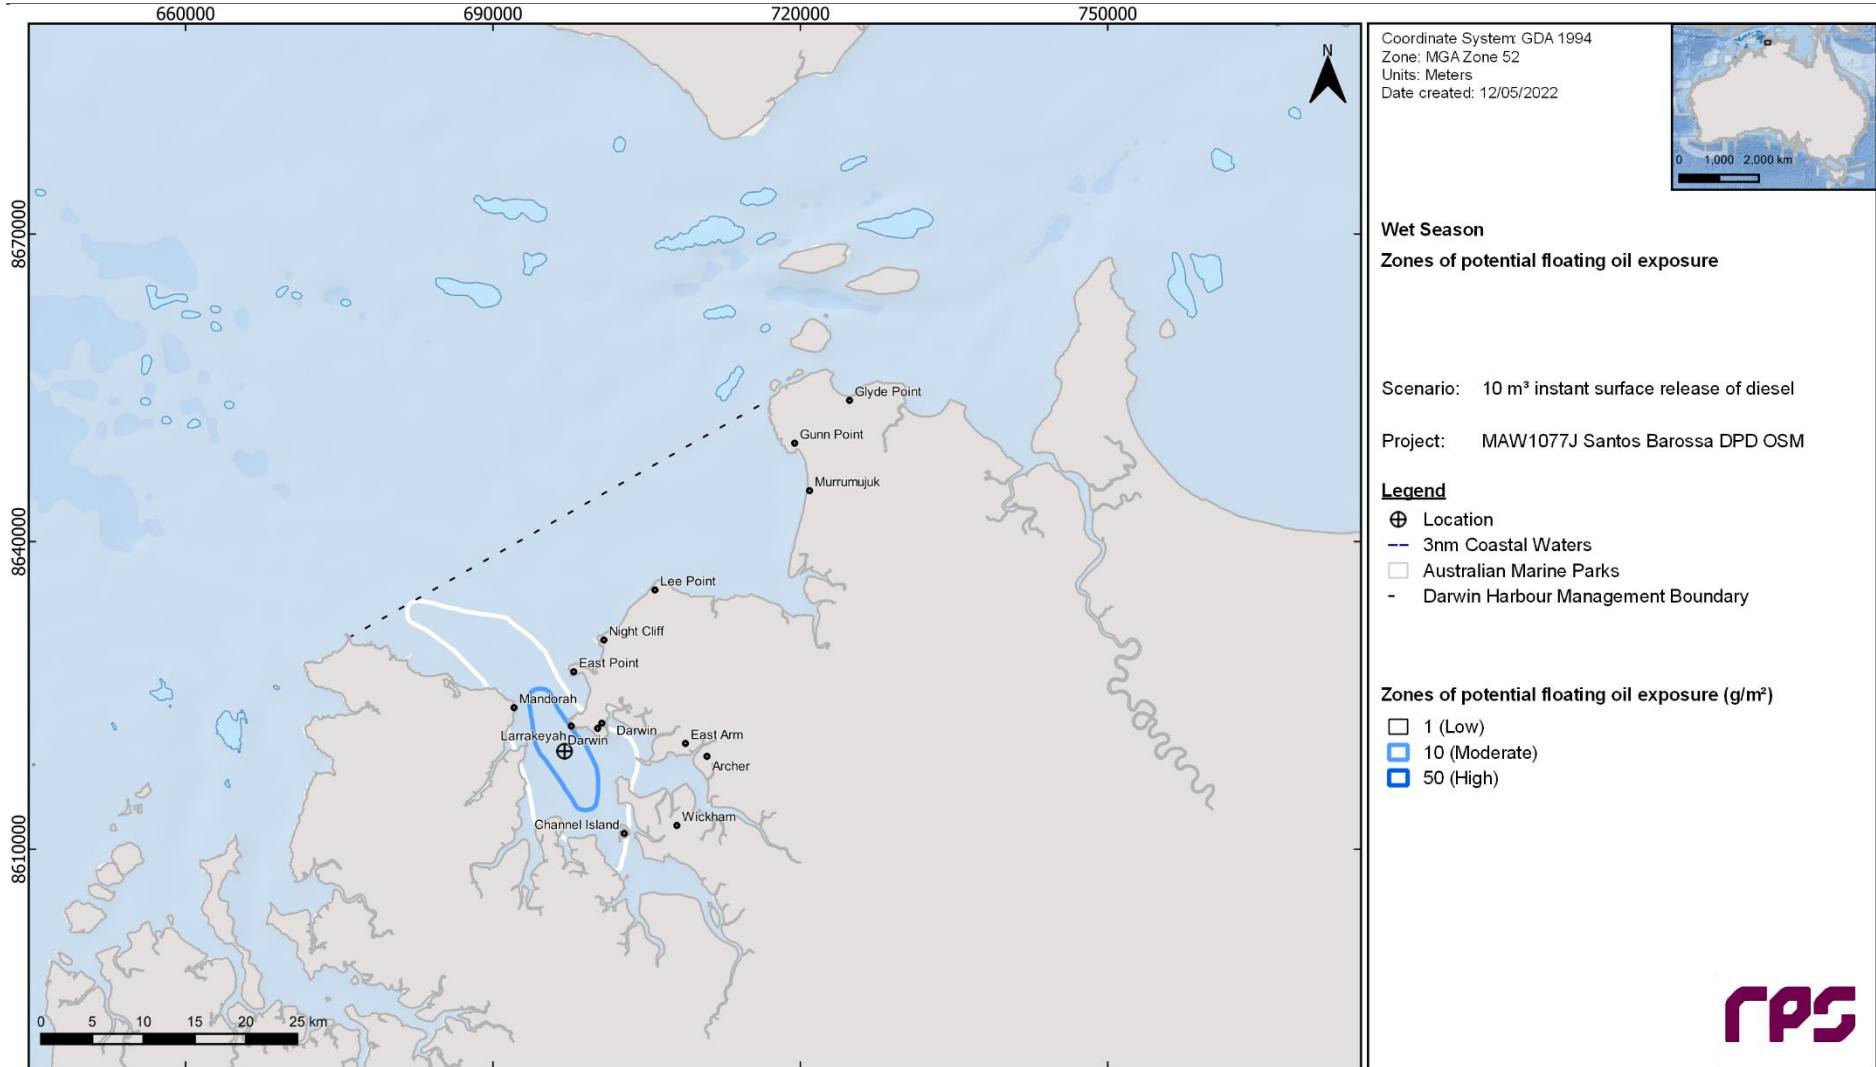 660000
690000
720000
750000
8670000
8640000
8610000
N
Glyde Point
Gunn Point
Murrumujuk
Lee Point
Night Cliff
East Point
Mandorah
Larrakeyah
Darwin
Darwin
East Arm
Archer
Channel Island
Wickham
0 5 10 15 20 25 km
Coordinate System: GDA 1994
Zone: MGA Zone 52
Units: Meters
Date created: 12/05/2022
0 1,000 2,000 km
Wet Season
Zones of potential floating oil exposure
Scenario: 10 m³ instant surface release of diesel
Project: MAW1077J Santos Barossa DPD OSM
Legend
Location
3nm Coastal Waters
Australian Marine Parks
Darwin Harbour Management Boundary
Zones of potential floating oil exposure (g/m²)
1 (Low)
10 (Moderate)
50 (High)
rps